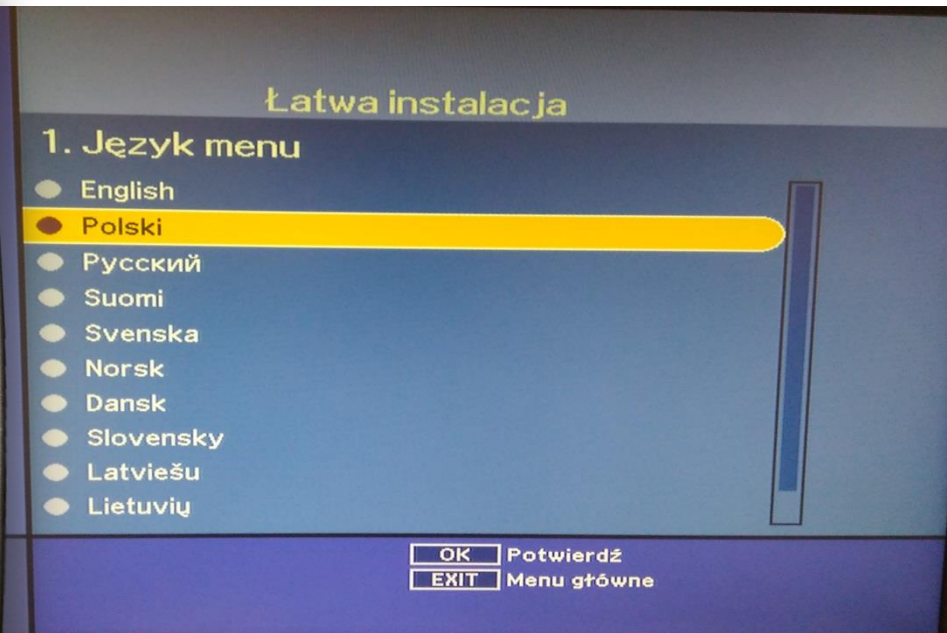 Łatwa instalacja
1. Język menu
English
Polski
Русский
Suomi
Svenska
Norsk
Dansk
Slovensky
Latviešu
Lietuvių
OK Potwierdź
EXIT Menu główne